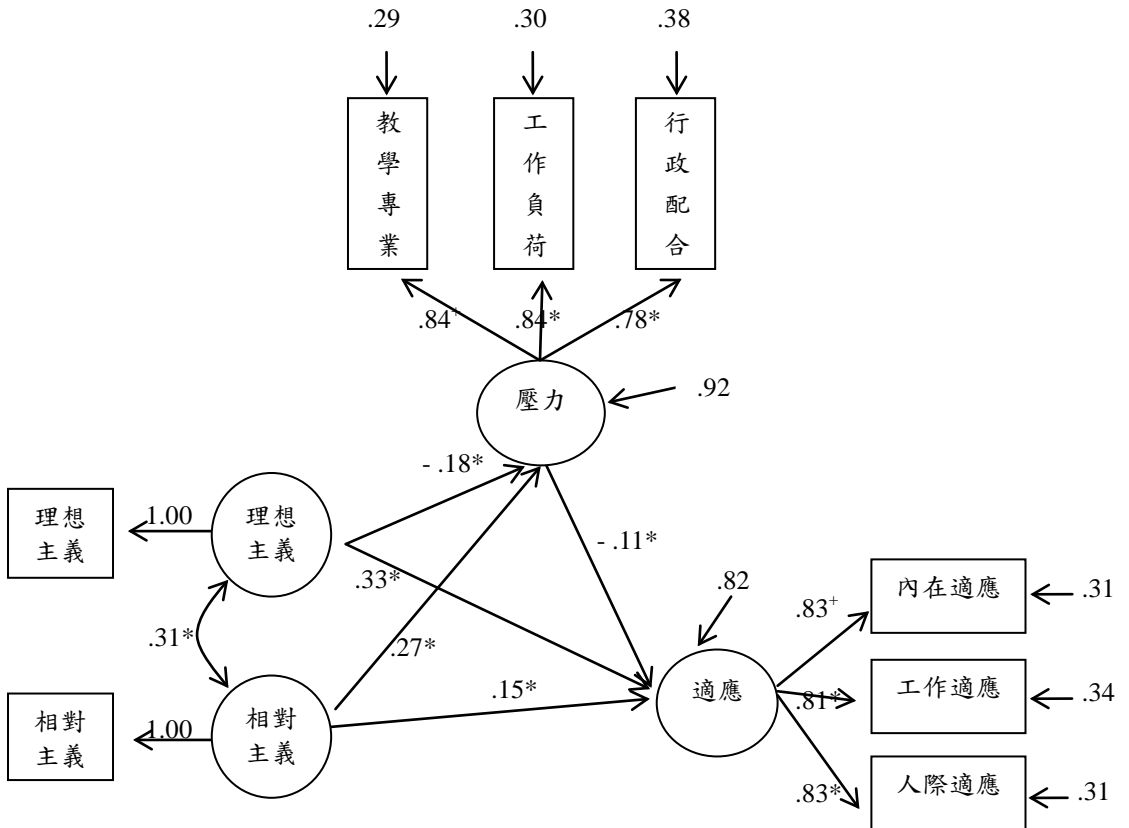 .29
.30
.38
教學專業
工作負荷
行政配合
.84⁺
.84*
.78*
壓力
.92
- .18*
理想
主義
1.00
理想
主義
- .11*
.33*
.82
.83⁺
內在適應
.31
.31*
.27*
.15*
適應
.81*
工作適應
.34
相對
主義
1.00
相對
主義
.83*
人際適應
.31